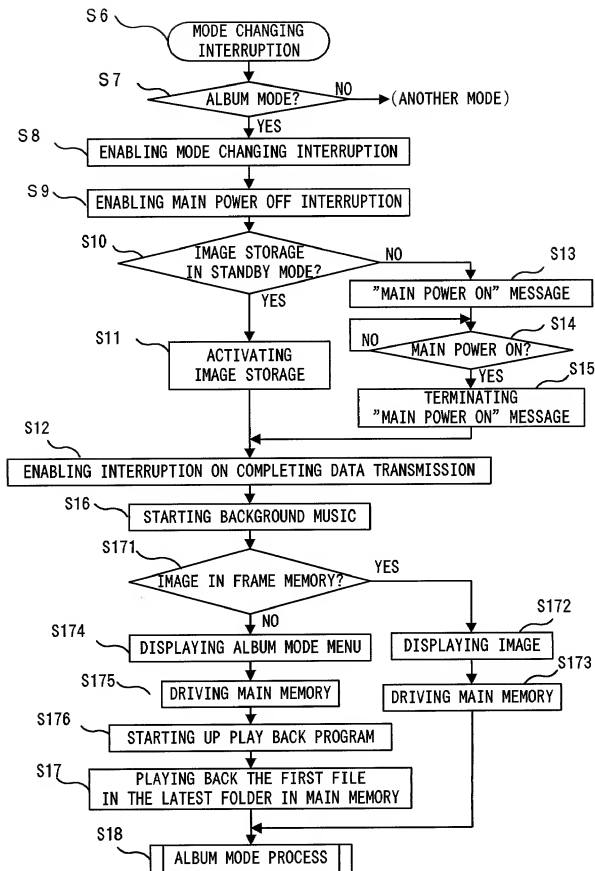 S6
MODE CHANGING
INTERRUPTION
S7
ALBUM MODE?
NO
(ANOTHER MODE)
YES
S8
ENABLING MODE CHANGING INTERRUPTION
S9
ENABLING MAIN POWER OFF INTERRUPTION
S10
IMAGE STORAGE
IN STANDBY MODE?
NO
YES
S13
"MAIN POWER ON" MESSAGE
S11
ACTIVATING
IMAGE STORAGE
S14
NO
MAIN POWER ON?
YES
S15
TERMINATING
"MAIN POWER ON" MESSAGE
S12
ENABLING INTERRUPTION ON COMPLETING DATA TRANSMISSION
S16
STARTING BACKGROUND MUSIC
S171
IMAGE IN FRAME MEMORY?
YES
NO
S172
DISPLAYING IMAGE
S174
DISPLAYING ALBUM MODE MENU
S173
DRIVING MAIN MEMORY
S175
DRIVING MAIN MEMORY
S176
STARTING UP PLAY BACK PROGRAM
S17
PLAYING BACK THE FIRST FILE
IN THE LATEST FOLDER IN MAIN MEMORY
S18
ALBUM MODE PROCESS